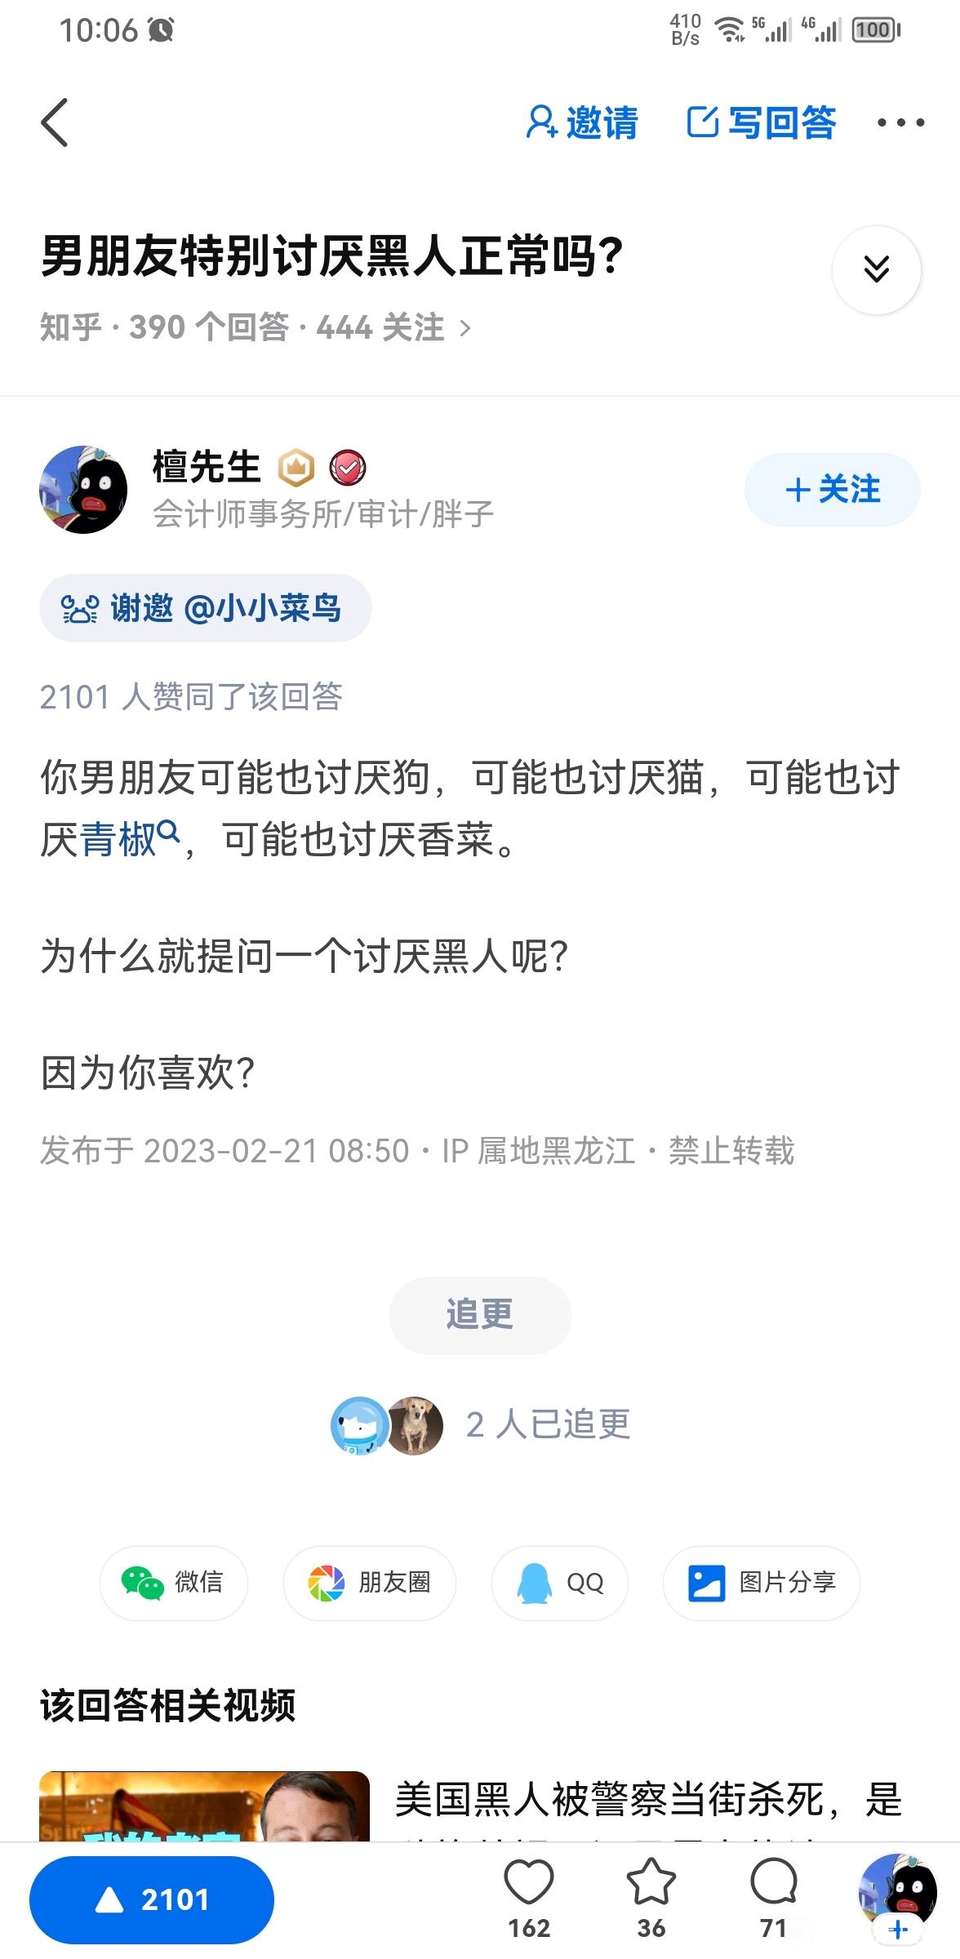 10:06
410 B/s 5G 4G 100
邀请 写回答
男朋友特别讨厌黑人正常吗?
知乎 · 390 个回答 · 444 关注 >
檀先生
会计师事务所/审计/胖子
+ 关注
谢邀 @小小菜鸟
2101 人赞同了该回答
你男朋友可能也讨厌狗，可能也讨厌猫，可能也讨
厌青椒，可能也讨厌香菜。
为什么就提问一个讨厌黑人呢?
因为你喜欢?
发布于 2023-02-21 08:50 · IP 属地黑龙江 · 禁止转载
追更
2 人已追更
微信 朋友圈 QQ 图片分享
该回答相关视频
美国黑人被警察当街杀死，是
2101
162 36 71